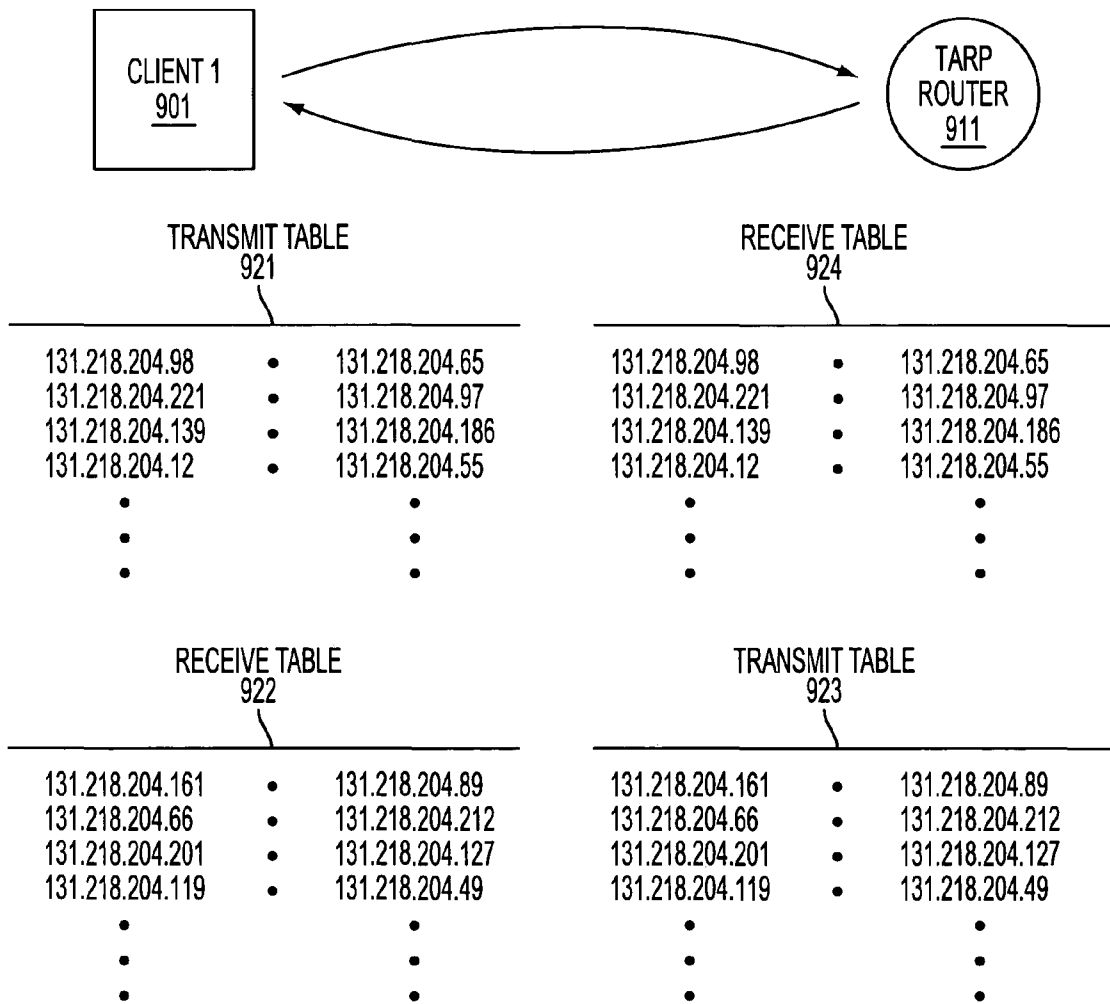 CLIENT 1
901
TARP
ROUTER
911
TRANSMIT TABLE
921
131.218.204.98 • 131.218.204.65
131.218.204.221 • 131.218.204.97
131.218.204.139 • 131.218.204.186
131.218.204.12 • 131.218.204.55
RECEIVE TABLE
924
131.218.204.98 • 131.218.204.65
131.218.204.221 • 131.218.204.97
131.218.204.139 • 131.218.204.186
131.218.204.12 • 131.218.204.55
RECEIVE TABLE
922
131.218.204.161 • 131.218.204.89
131.218.204.66 • 131.218.204.212
131.218.204.201 • 131.218.204.127
131.218.204.119 • 131.218.204.49
TRANSMIT TABLE
923
131.218.204.161 • 131.218.204.89
131.218.204.66 • 131.218.204.212
131.218.204.201 • 131.218.204.127
131.218.204.119 • 131.218.204.49